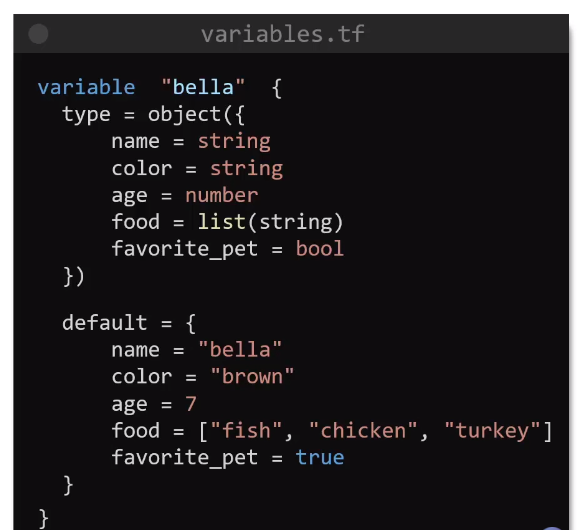 variables.tf
variable "bella" {
type = object({
name = string
color = string
age = number
food = list(string)
favorite_pet = bool
})
default = {
name = "bella"
color = "brown"
age = 7
food = ["fish", "chicken", "turkey"]
favorite_pet = true
}
}